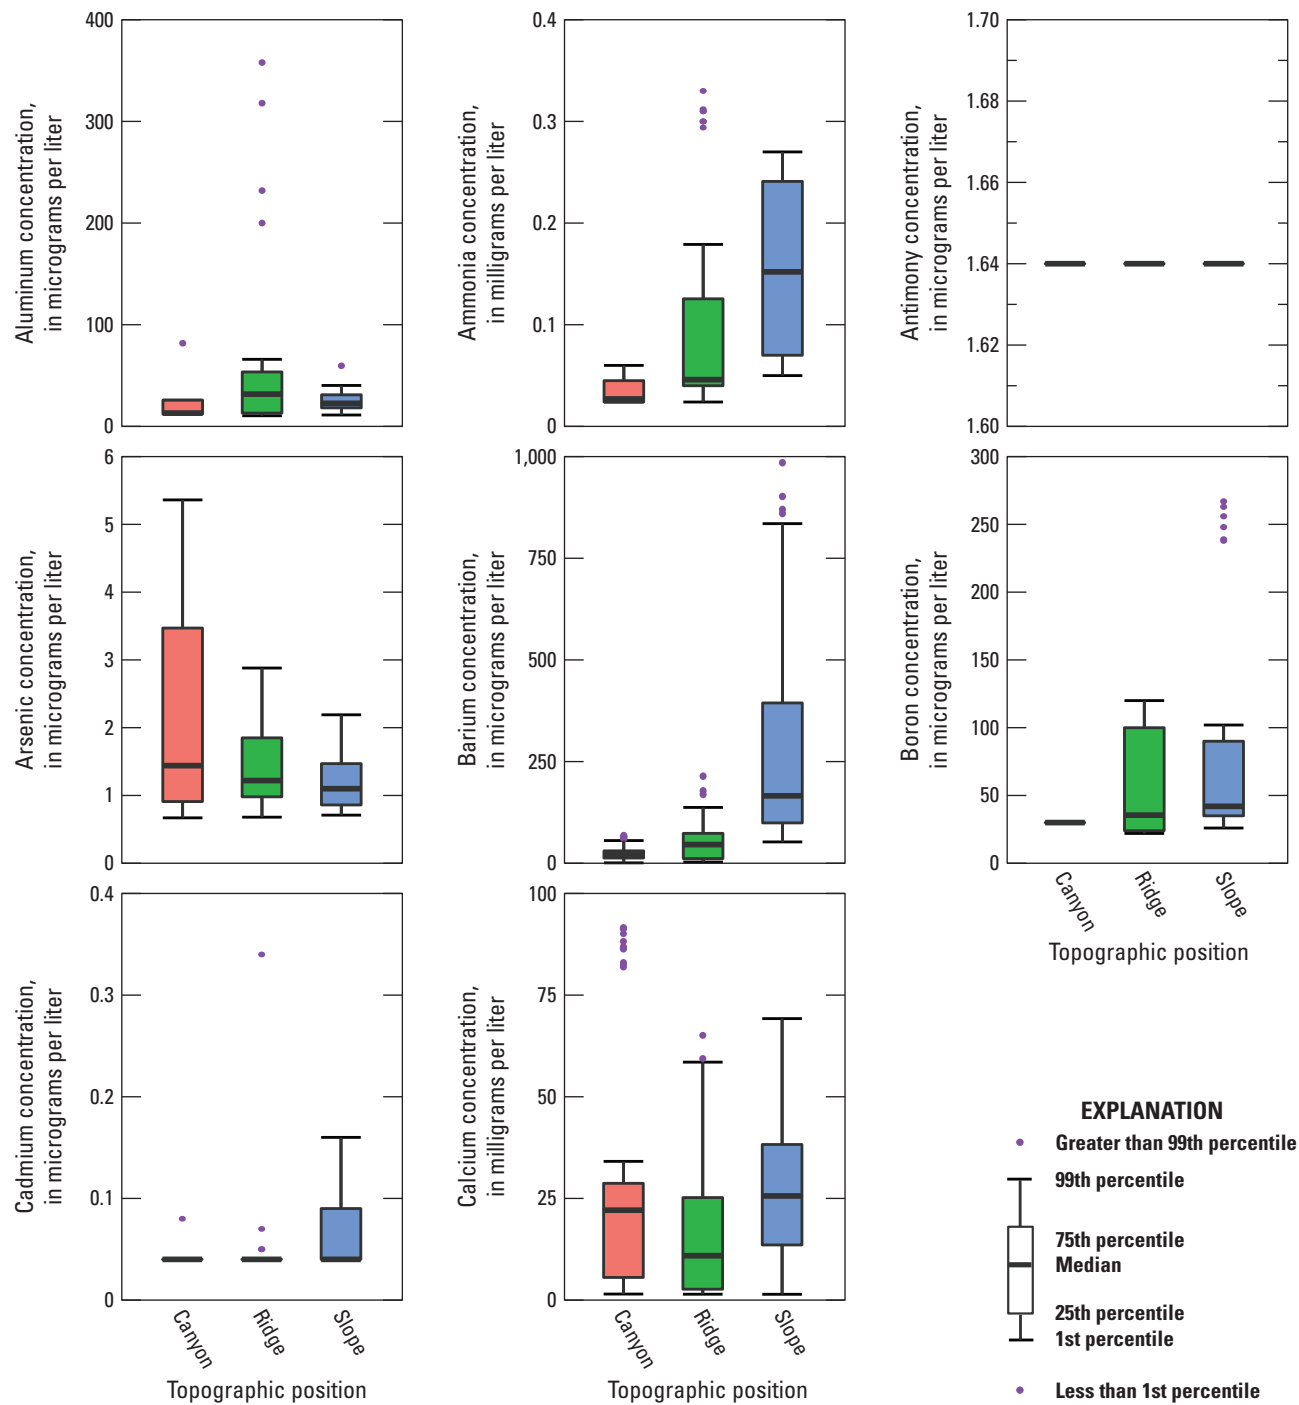 Aluminum concentration,
in micrograms per liter
400
300
200
100
0
Ammonia concentration,
in milligrams per liter
0.4
0.3
0.2
0.1
0
Antimony concentration,
in micrograms per liter
1.70
1.68
1.66
1.64
1.62
1.60
Arsenic concentration,
in micrograms per liter
6
5
4
3
2
1
0
Barium concentration,
in micrograms per liter
1,000
750
500
250
0
Boron concentration,
in micrograms per liter
300
250
200
150
100
50
0
Canyon
Ridge
Slope
Topographic position
Cadmium concentration,
in micrograms per liter
0.4
0.3
0.2
0.1
0
Canyon
Ridge
Slope
Topographic position
Calcium concentration,
in milligrams per liter
100
75
50
25
0
Canyon
Ridge
Slope
Topographic position
EXPLANATION
Greater than 99th percentile
99th percentile
75th percentile
Median
25th percentile
1st percentile
Less than 1st percentile